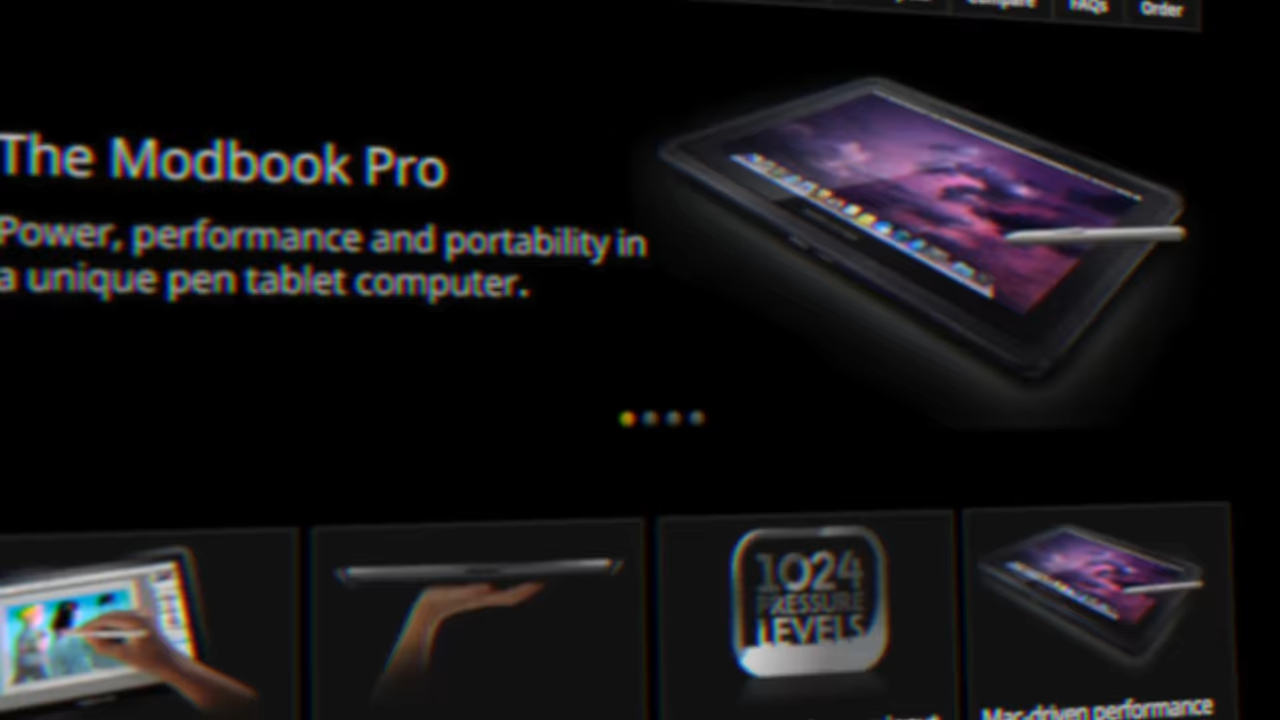 Compare FAQs Order
The Modbook Pro
Power, performance and portability in
a unique pen tablet computer.
1024
PRESSURE
LEVELS
Mac-driven performance